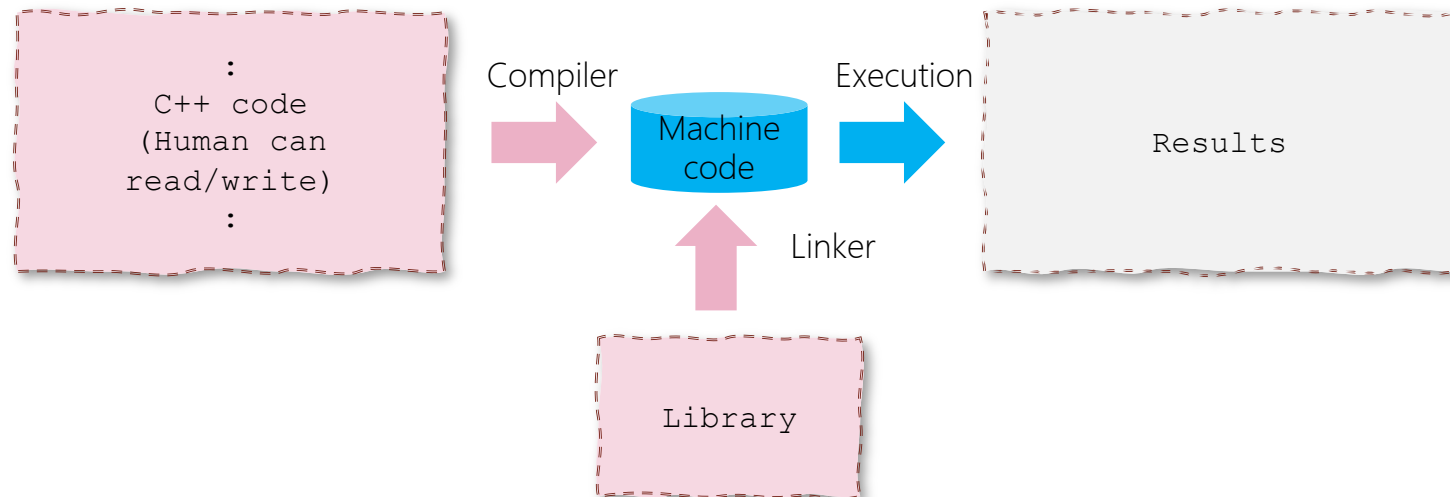 :
C++ code
(Human can
read/write)
:
Compiler
Machine
code
Execution
Results
Linker
Library